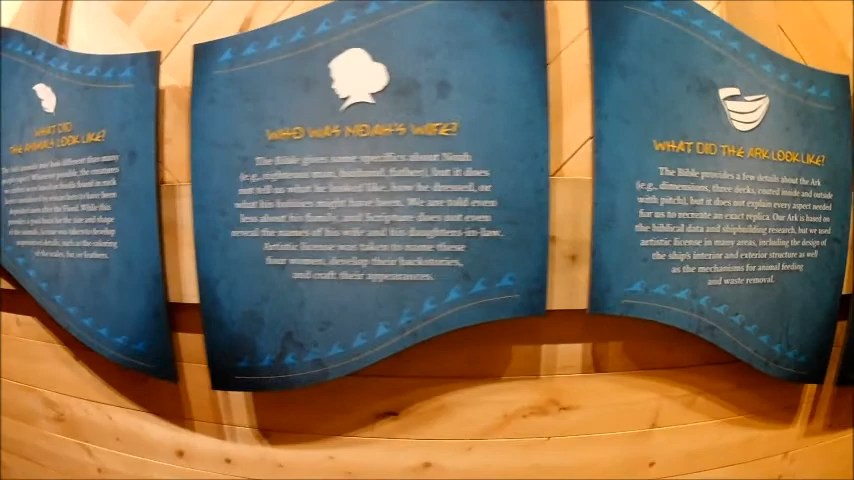 WHAT DID
THE ANIMALS LOOK LIKE?
WHO WAS NOAH'S WIFE?
The Bible gives some specifics about Noah
(e.g., righteous man, blameless, farmer), but it does
not tell us what he looked like, how he dressed, or
what his interests might have been. We are told even
less about his family, and Scripture does not even
reveal the names of his wife or his daughters-in-law.
Artistic license was taken to name these
four women, develop their backstories,
and craft their appearances.
WHAT DID THE ARK LOOK LIKE?
The Bible provides a few details about the Ark
(e.g., dimensions, three decks, coated inside and outside
with pitch), but it does not explain every aspect needed
for us to recreate an exact replica. Our Ark is based on
the biblical data and shipbuilding research, but we used
artistic license in many areas, including the design of
the ship's interior and exterior structure as well
as the mechanisms for animal feeding
and waste removal.